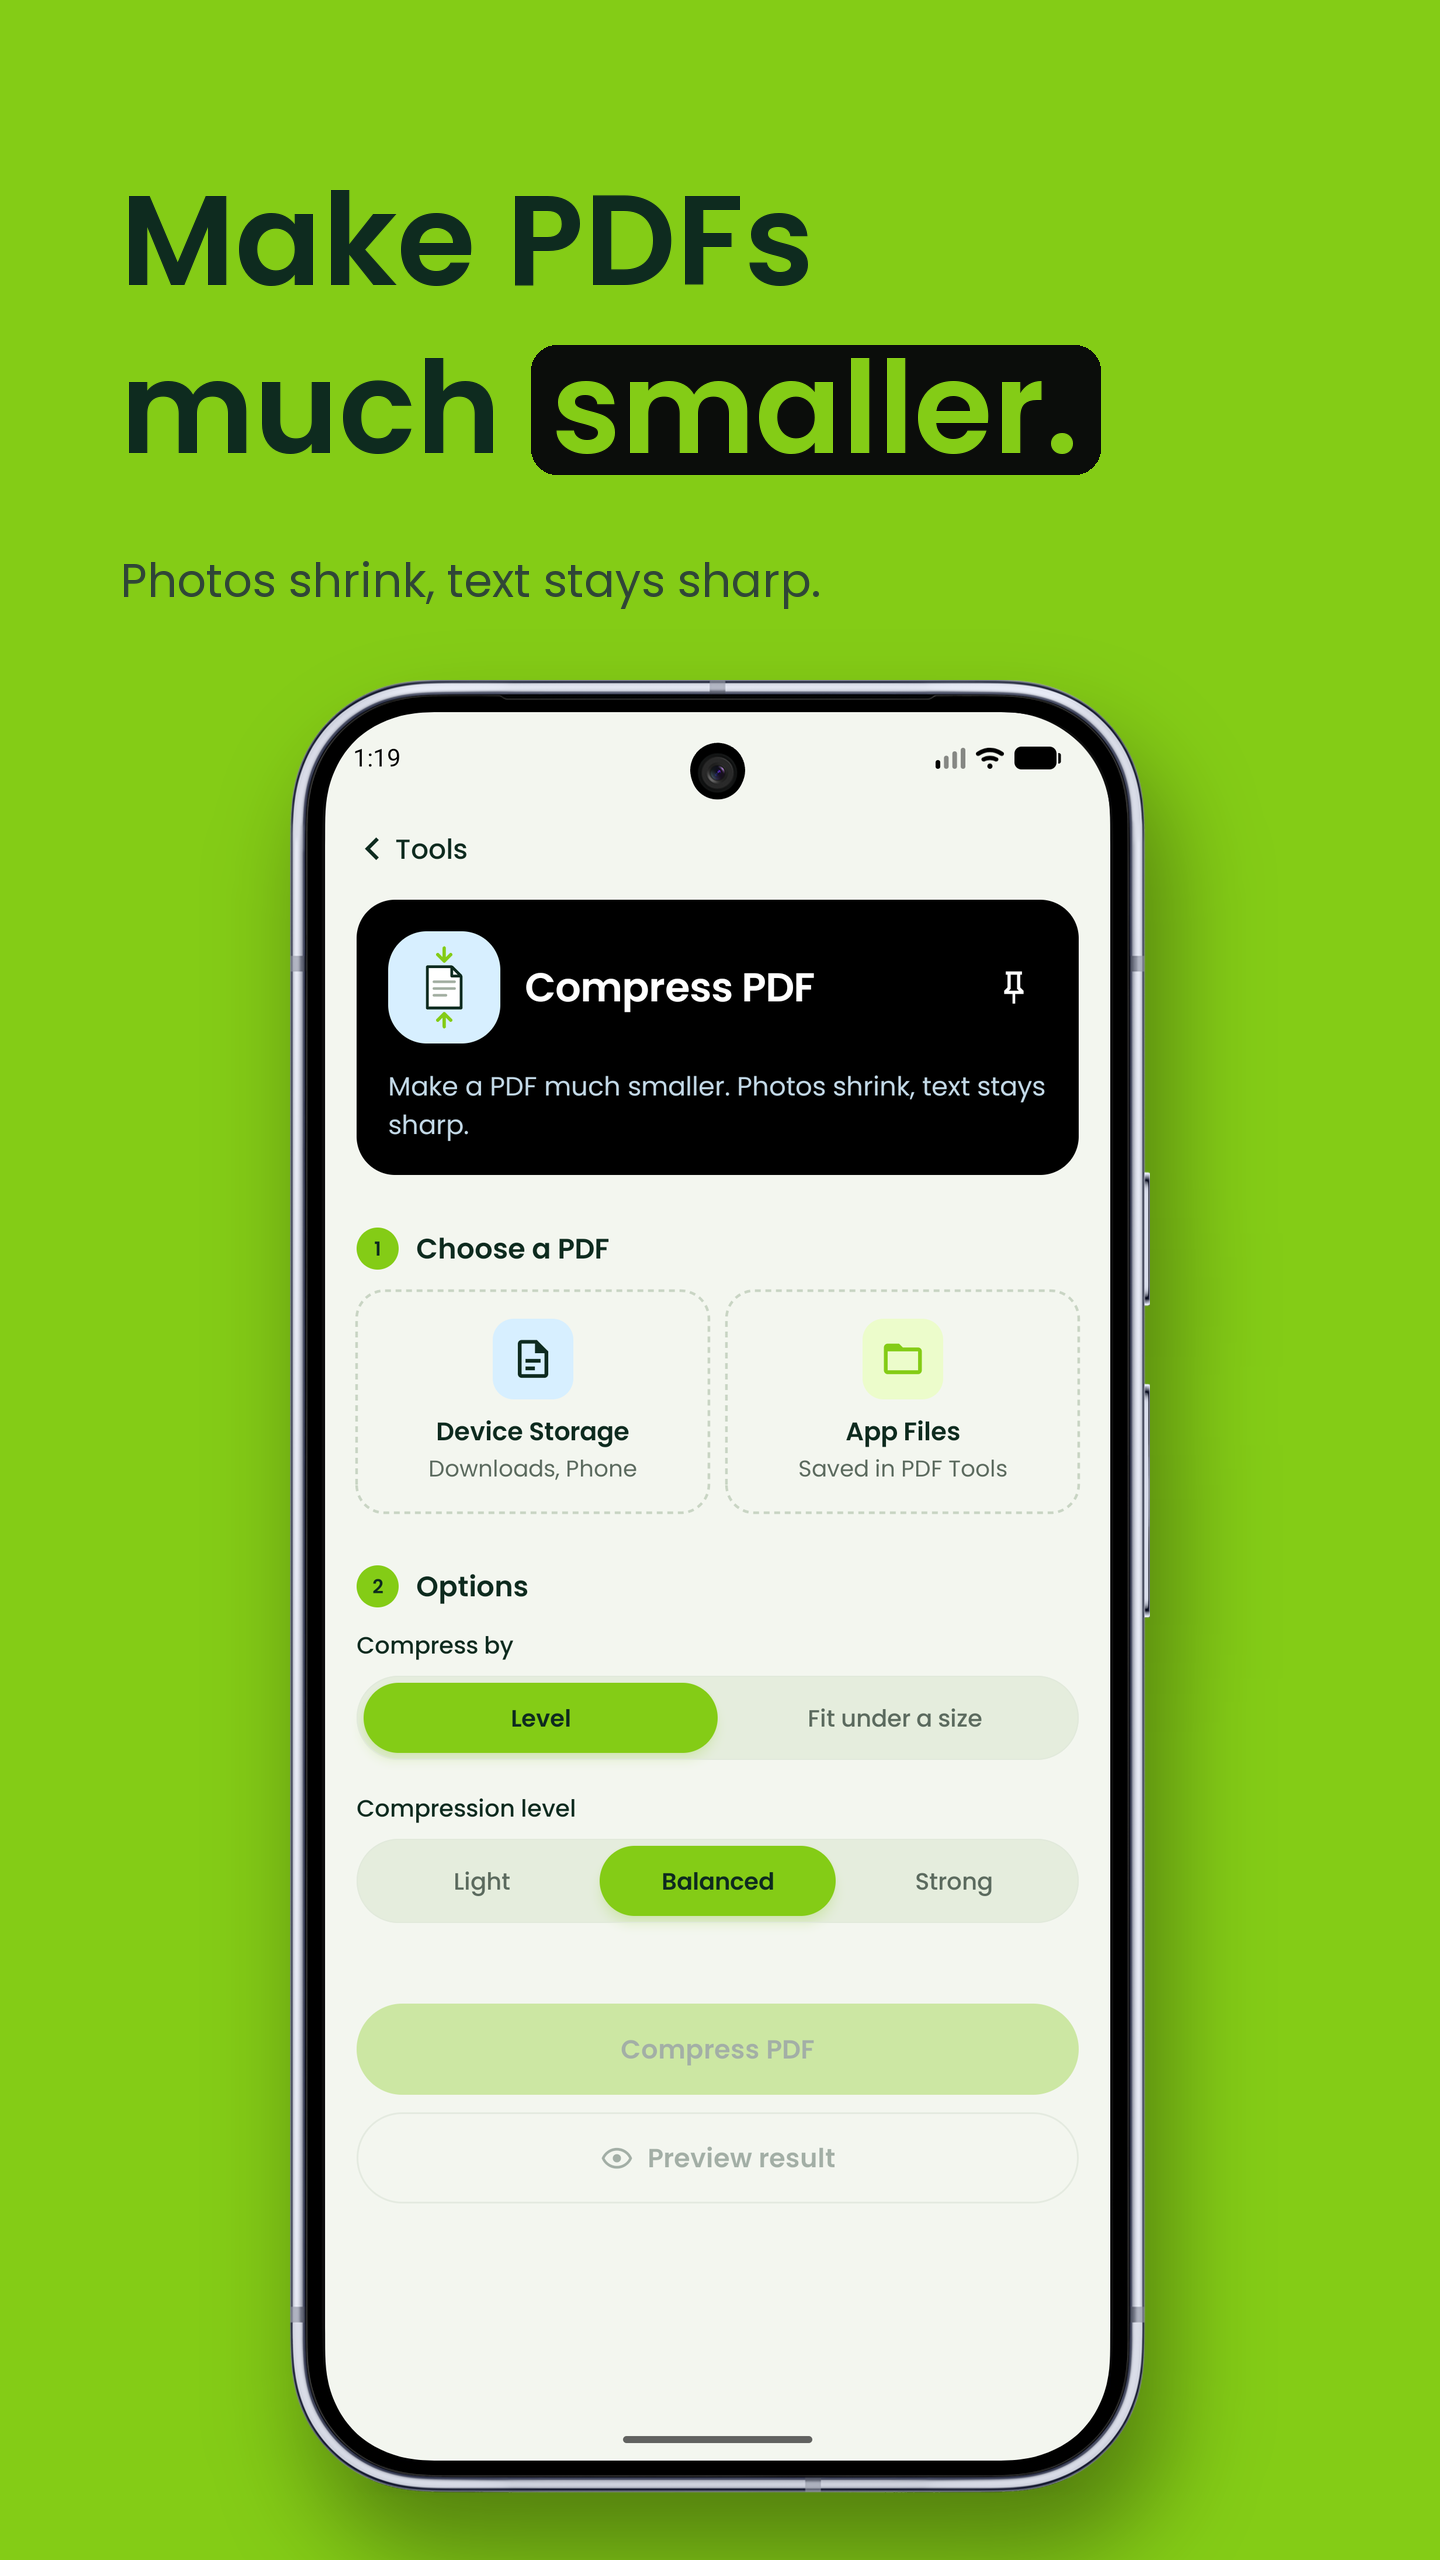 Make PDFs
much smaller.
Photos shrink, text stays sharp.
1:19
Tools
Compress PDF
Make a PDF much smaller. Photos shrink, text stays
sharp.
1 Choose a PDF
Device Storage
Downloads, Phone
App Files
Saved in PDF Tools
2 Options
Compress by
Level
Fit under a size
Compression level
Light
Balanced
Strong
Compress PDF
Preview result